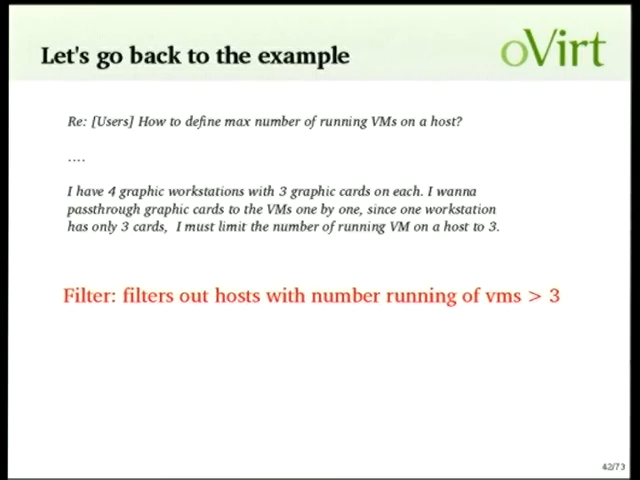 Let's go back to the example
oVirt
Re: [Users] How to define max number of running VMs on a host?
....
I have 4 graphic workstations with 3 graphic cards on each. I wanna
passthrough graphic cards to the VMs one by one, since one workstation
has only 3 cards, I must limit the number of running VM on a host to 3.
Filter: filters out hosts with number running of vms > 3
42/73